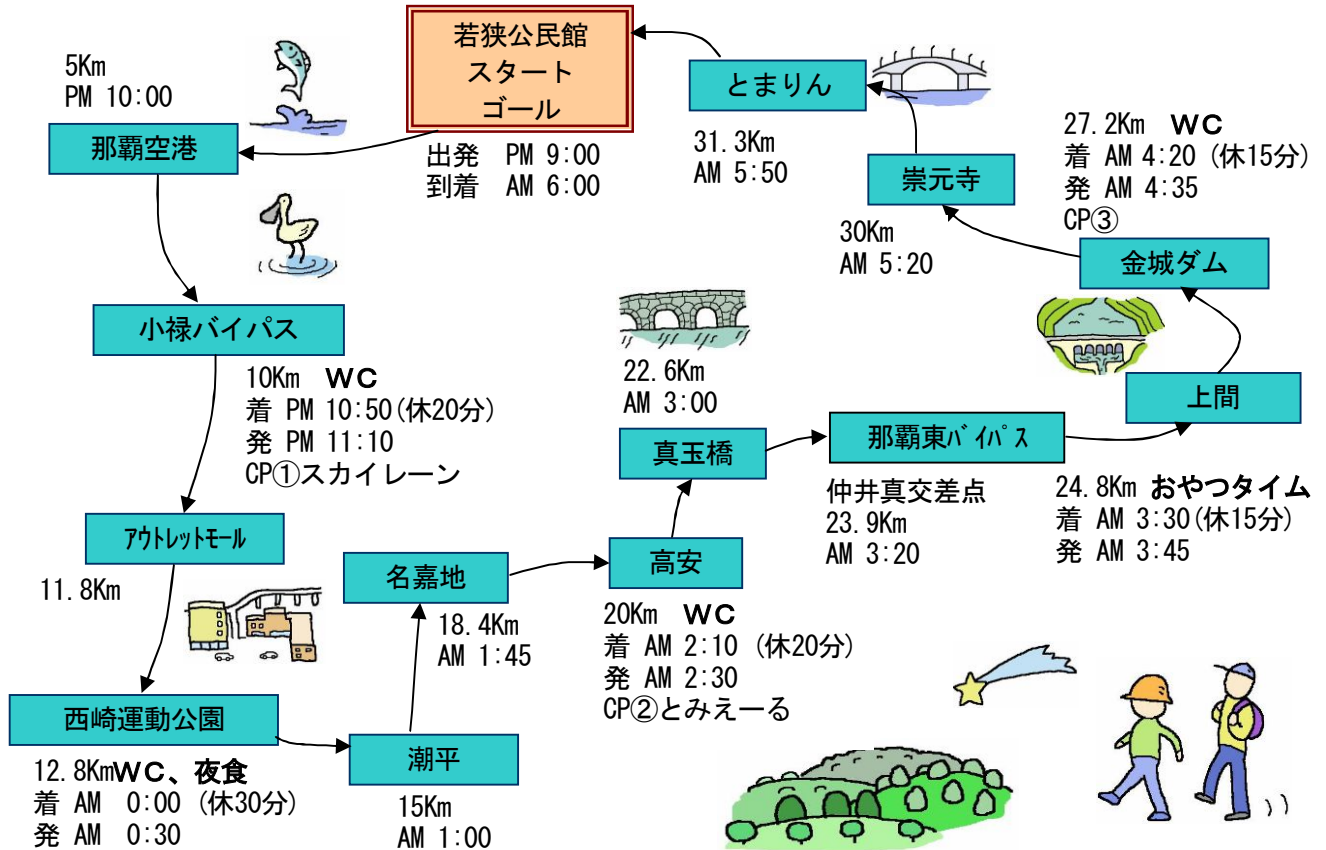 若狭公民館
スタート
ゴール
出発 PM 9:00
到着 AM 6:00
5Km
PM 10:00
那覇空港
小禄バイパス
10Km WC
着 PM 10:50(休20分)
発 PM 11:10
CP①スカイレーン
ｱｳﾄﾚｯﾄﾓｰﾙ
11.8Km
西崎運動公園
12.8KmWC、夜食
着 AM 0:00 (休30分)
発 AM 0:30
潮平
15Km
AM 1:00
名嘉地
18.4Km
AM 1:45
高安
20Km WC
着 AM 2:10 (休20分)
発 AM 2:30
CP②とみえーる
22.6Km
AM 3:00
真玉橋
那覇東ﾊﾞｲﾊﾟｽ
仲井真交差点
23.9Km
AM 3:20
上間
24.8Km おやつタイム
着 AM 3:30(休15分)
発 AM 3:45
27.2Km WC
着 AM 4:20 (休15分)
発 AM 4:35
CP③
金城ダム
崇元寺
30Km
AM 5:20
とまりん
31.3Km
AM 5:50